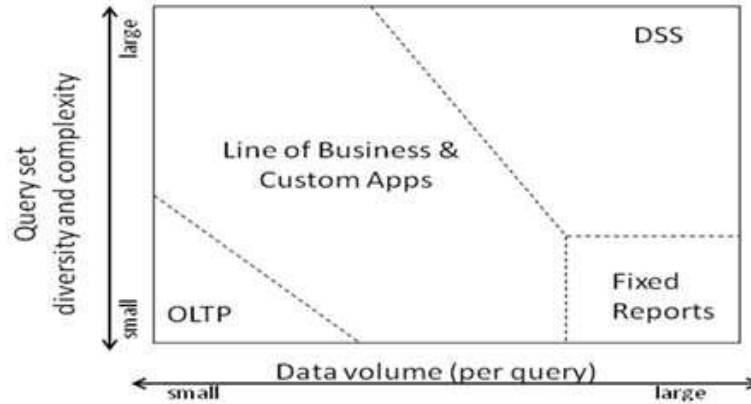 large
DSS
Line of Business &
Custom Apps
Query set
diversity and complexity
Fixed
Reports
small
OLTP
Data volume (per query)
small
large